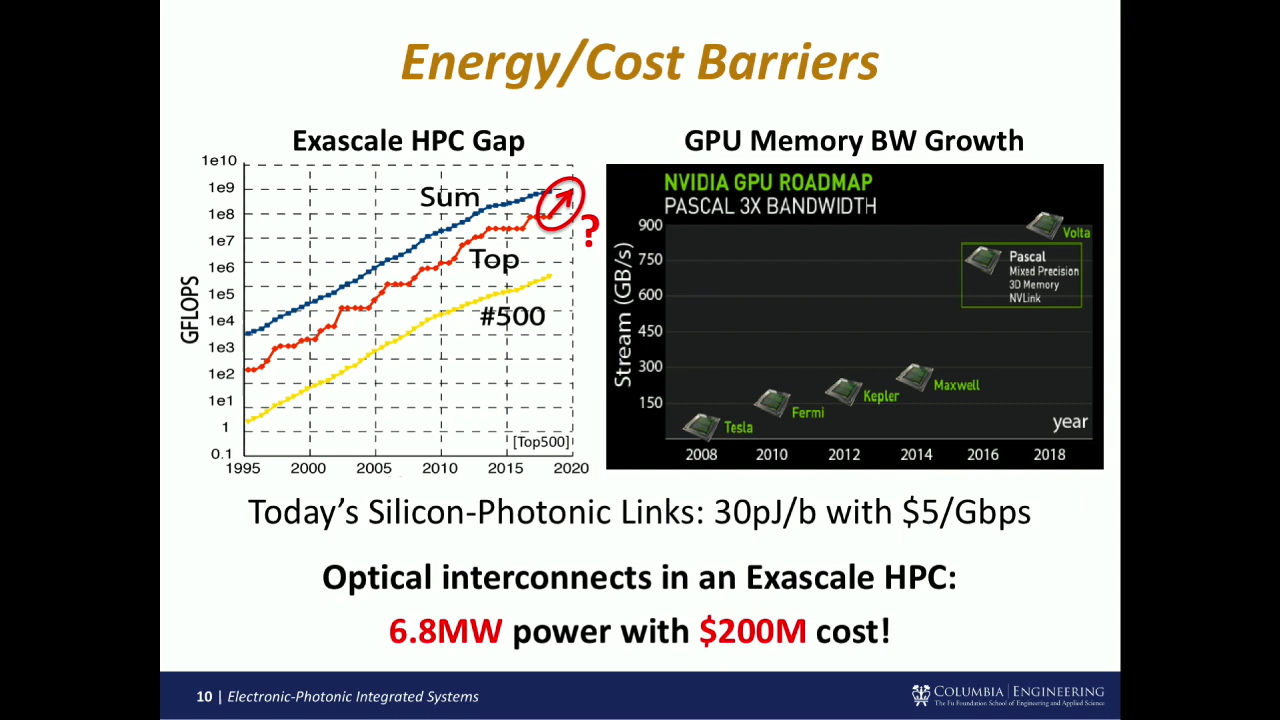 Energy/Cost Barriers
Exascale HPC Gap
1e10
1e9
1e8
1e7
1e6
1e5
1e4
1e3
1e2
1e1
1
0.1
GFLOPS
Sum
Top
#500
?
[Top500]
1995 2000 2005 2010 2015 2020
GPU Memory BW Growth
NVIDIA GPU ROADMAP
PASCAL 3X BANDWIDTH
900
750
600
450
300
150
Stream (GB/s)
Volta
Pascal
Mixed Precision
3D Memory
NVLink
Maxwell
Kepler
Fermi
Tesla
year
2008 2010 2012 2014 2016 2018
Today's Silicon-Photonic Links: 30pJ/b with $5/Gbps
Optical interconnects in an Exascale HPC:
6.8MW power with $200M cost!
10 | Electronic-Photonic Integrated Systems
COLUMBIA | ENGINEERING
The Fu Foundation School of Engineering and Applied Science